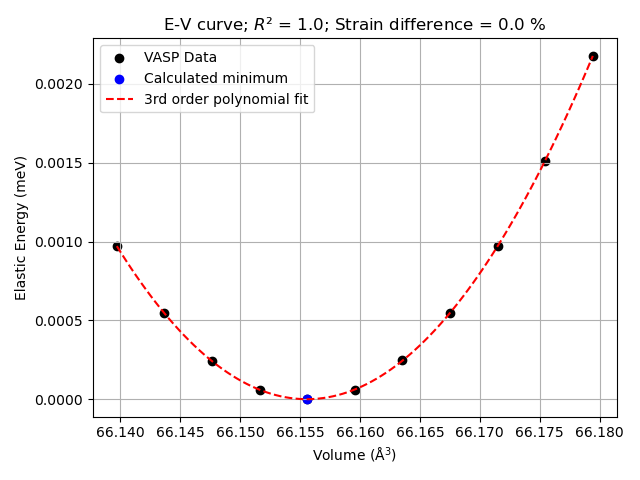 E-V curve; R² = 1.0; Strain difference = 0.0 %
VASP Data
Calculated minimum
3rd order polynomial fit
Elastic Energy (meV)
0.0020
0.0015
0.0010
0.0005
0.0000
66.140 66.145 66.150 66.155 66.160 66.165 66.170 66.175 66.180
Volume (Å³)